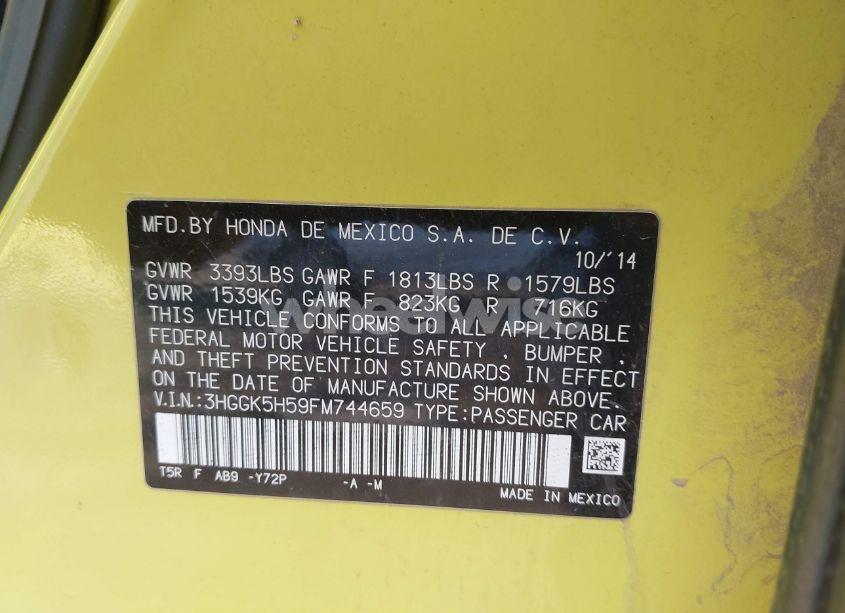 MFD.BY HONDA DE MEXICO S.A. DE C.V.
10/'14
GVWR 3393LBS GAWR F 1813LBS R 1579LBS
GVWR 1539KG GAWR F 823KG R 716KG
THIS VEHICLE CONFORMS TO ALL APPLICABLE
FEDERAL MOTOR VEHICLE SAFETY , BUMPER ,
AND THEFT PREVENTION STANDARDS IN EFFECT
ON THE DATE OF MANUFACTURE SHOWN ABOVE.
V.I.N.:3HGGK5H59FM744659 TYPE:PASSENGER CAR
T5R F AB9 -Y72P -A -M
MADE IN MEXICO
wheelwise